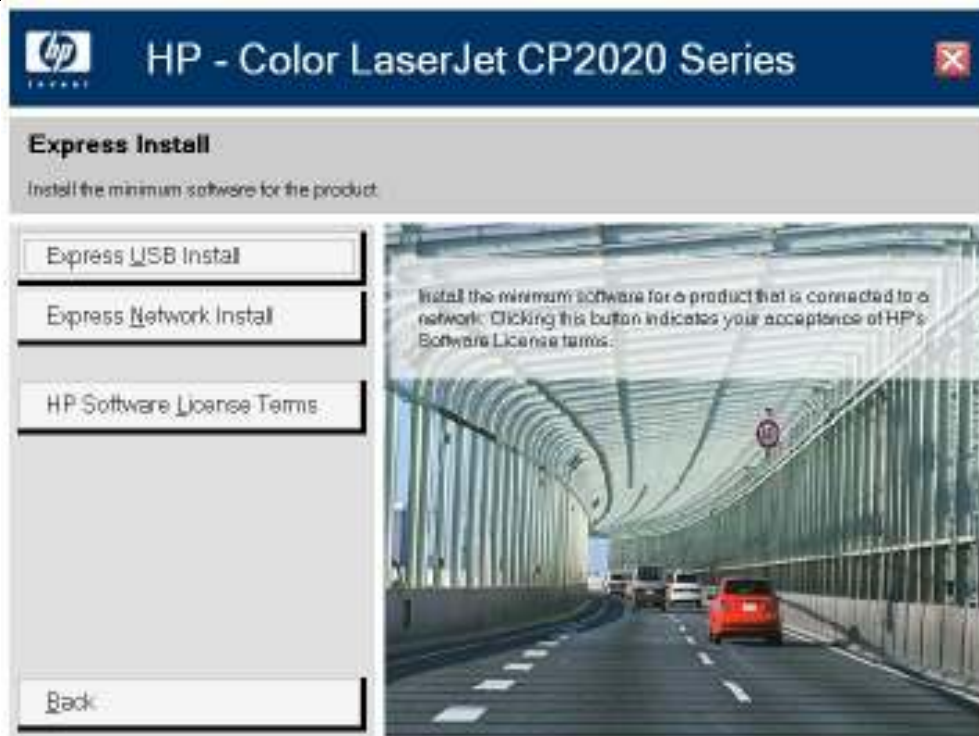 hp
invent
HP - Color LaserJet CP2020 Series
Express Install
Install the minimum software for the product.
Express USB Install
Express Network Install
HP Software License Terms
Back
Install the minimum software for a product that is connected to a
network. Clicking this button indicates your acceptance of HP's
Software License terms.